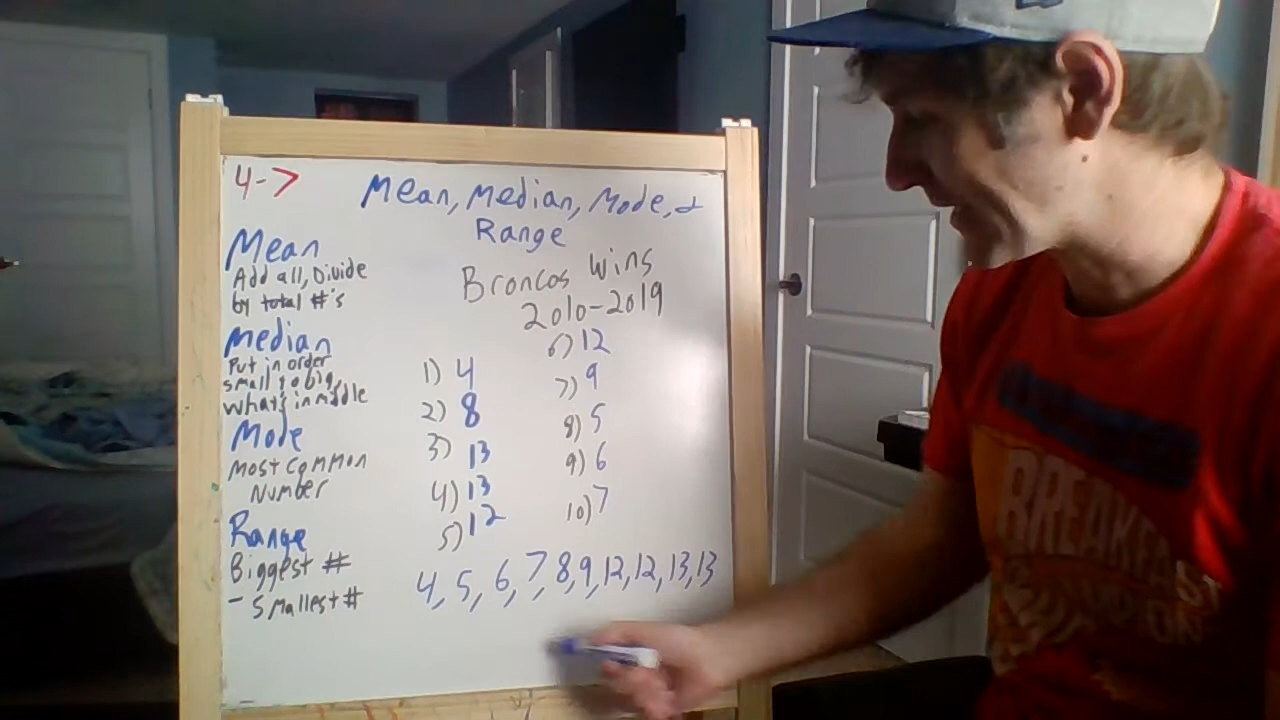 4-7
Mean, Median, Mode, &
Range
Mean
Add all, Divide
by total #'s
Median
Put in order
small to big,
what's in middle
Mode
Most Common
Number
Range
Biggest #
- Smallest #
Broncos Wins
2010-2019
1) 4
2) 8
3) 13
4) 13
5) 12
6) 12
7) 9
8) 5
9) 6
10) 7
4, 5, 6, 7, 8, 9, 12, 12, 13, 13
BREAKFAST